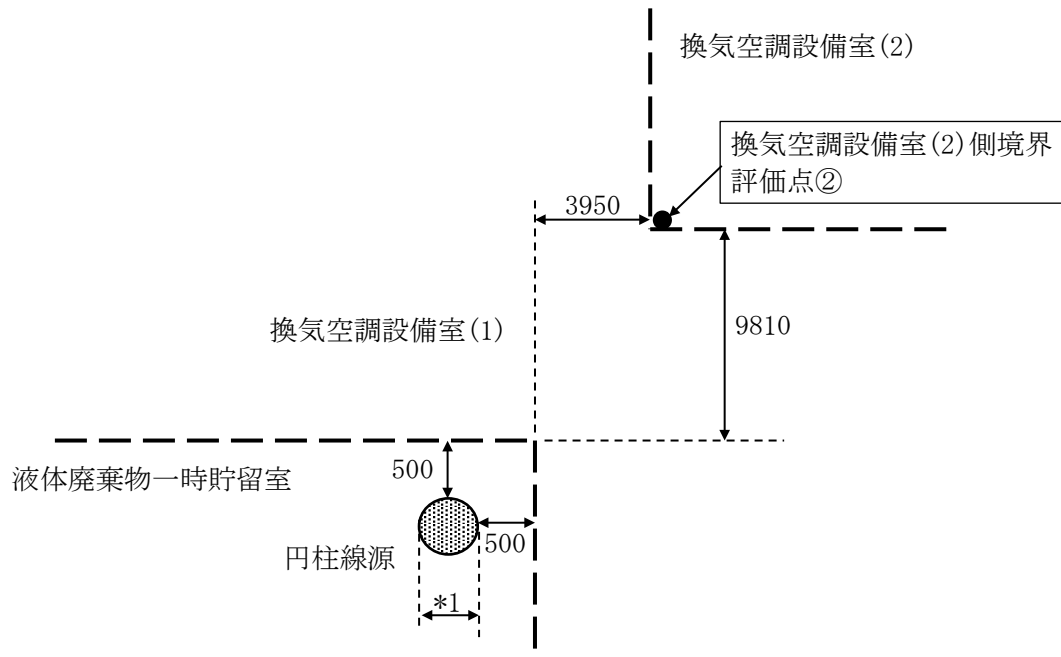 換気空調設備室(2)
換気空調設備室(2)側境界
評価点②
3950
換気空調設備室(1)
9810
500
液体廃棄物一時貯留室
500
円柱線源
*1